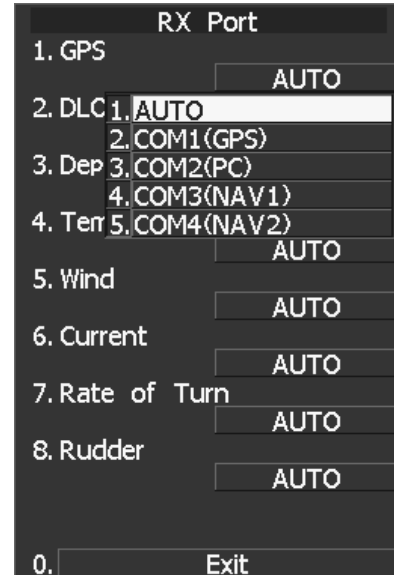 RX Port
1. GPS
AUTO
2. DLC
1. AUTO
2. COM1(GPS)
3. Dep
3. COM2(PC)
4. COM3(NAV1)
4. Tem
5. COM4(NAV2)
AUTO
5. Wind
AUTO
6. Current
AUTO
7. Rate of Turn
AUTO
8. Rudder
AUTO
0. Exit